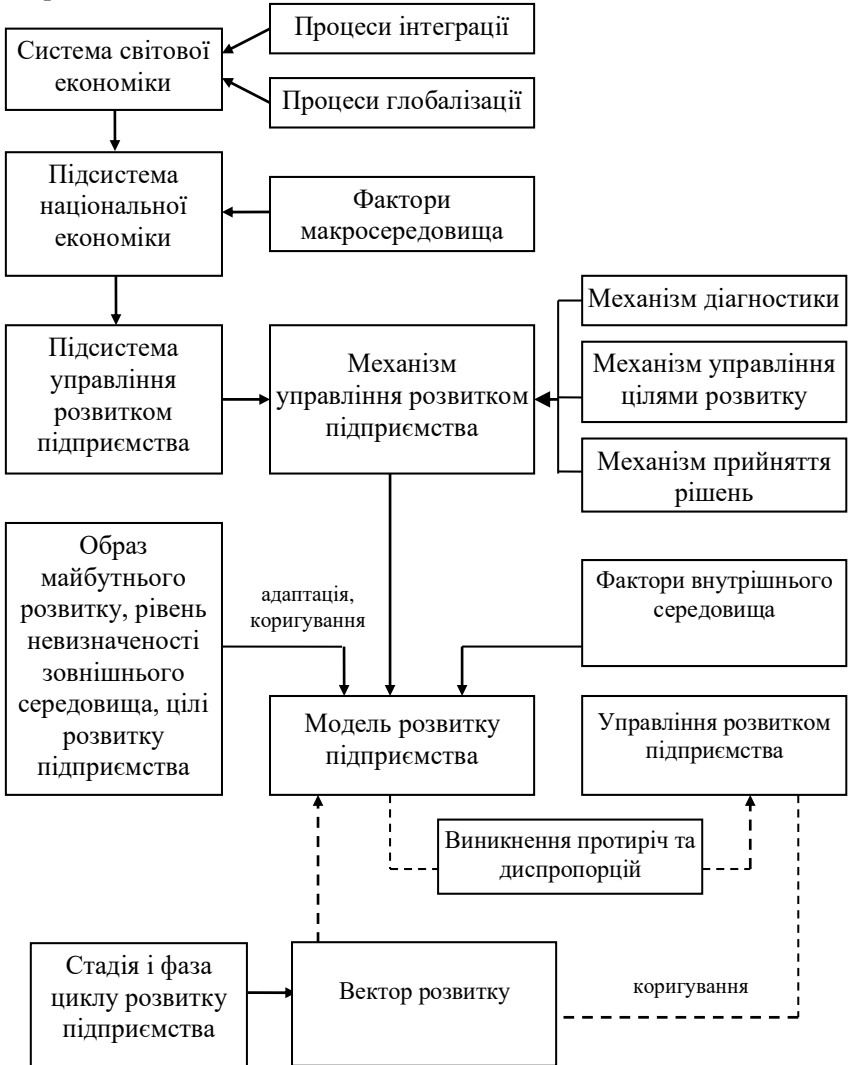 Процеси інтеграції
Система світової
економіки
Процеси глобалізації
Підсистема
національної
економіки
Фактори
макросередовища
Механізм діагностики
Підсистема
управління
розвитком
підприємства
Механізм
управління розвитком
підприємства
Механізм управління
цілями розвитку
Механізм прийняття
рішень
Образ
майбутнього
розвитку, рівень
невизначеності
зовнішнього
середовища, цілі
розвитку
підприємства
адаптація,
коригування
Фактори внутрішнього
середовища
Модель розвитку
підприємства
Управління розвитком
підприємства
Виникнення протиріч та
диспропорцій
Стадія і фаза
циклу розвитку
підприємства
Вектор розвитку
коригування